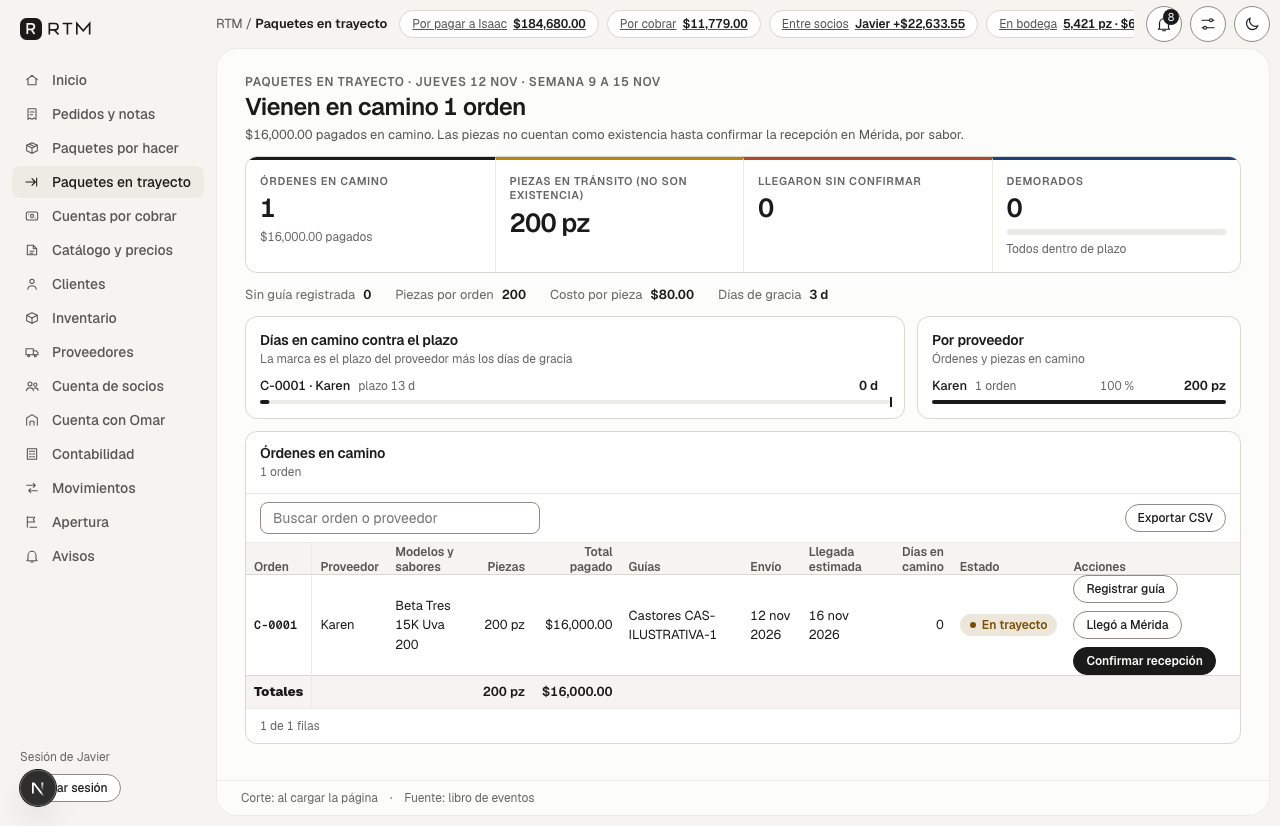 R RTM
RTM / Paquetes en trayecto
Por pagar a Isaac $184,680.00
Por cobrar $11,779.00
Entre socios Javier +$22,633.55
En bodega 5,421 pz · $6
8
Inicio
Pedidos y notas
Paquetes por hacer
Paquetes en trayecto
Cuentas por cobrar
Catálogo y precios
Clientes
Inventario
Proveedores
Cuenta de socios
Cuenta con Omar
Contabilidad
Movimientos
Apertura
Avisos
Sesión de Javier
N
ar sesión
PAQUETES EN TRAYECTO · JUEVES 12 NOV · SEMANA 9 A 15 NOV
Vienen en camino 1 orden
$16,000.00 pagados en camino. Las piezas no cuentan como existencia hasta confirmar la recepción en Mérida, por sabor.
ÓRDENES EN CAMINO
1
$16,000.00 pagados
PIEZAS EN TRÁNSITO (NO SON
EXISTENCIA)
200 pz
LLEGARON SIN CONFIRMAR
0
DEMORADOS
0
Todos dentro de plazo
Sin guía registrada 0 Piezas por orden 200 Costo por pieza $80.00 Días de gracia 3 d
Días en camino contra el plazo
La marca es el plazo del proveedor más los días de gracia
C-0001 · Karen plazo 13 d 0 d
Por proveedor
Órdenes y piezas en camino
Karen 1 orden 100 % 200 pz
Órdenes en camino
1 orden
Buscar orden o proveedor
Exportar CSV
Orden
Proveedor
Modelos y
sabores
Piezas
Total
pagado
Guías
Envío
Llegada
estimada
Días en
camino
Estado
Acciones
C-0001
Karen
Beta Tres
15K Uva
200
200 pz
$16,000.00
Castores CAS-
ILUSTRATIVA-1
12 nov
2026
16 nov
2026
0
En trayecto
Registrar guía
Llegó a Mérida
Confirmar recepción
Totales 200 pz $16,000.00
1 de 1 filas
Corte: al cargar la página · Fuente: libro de eventos